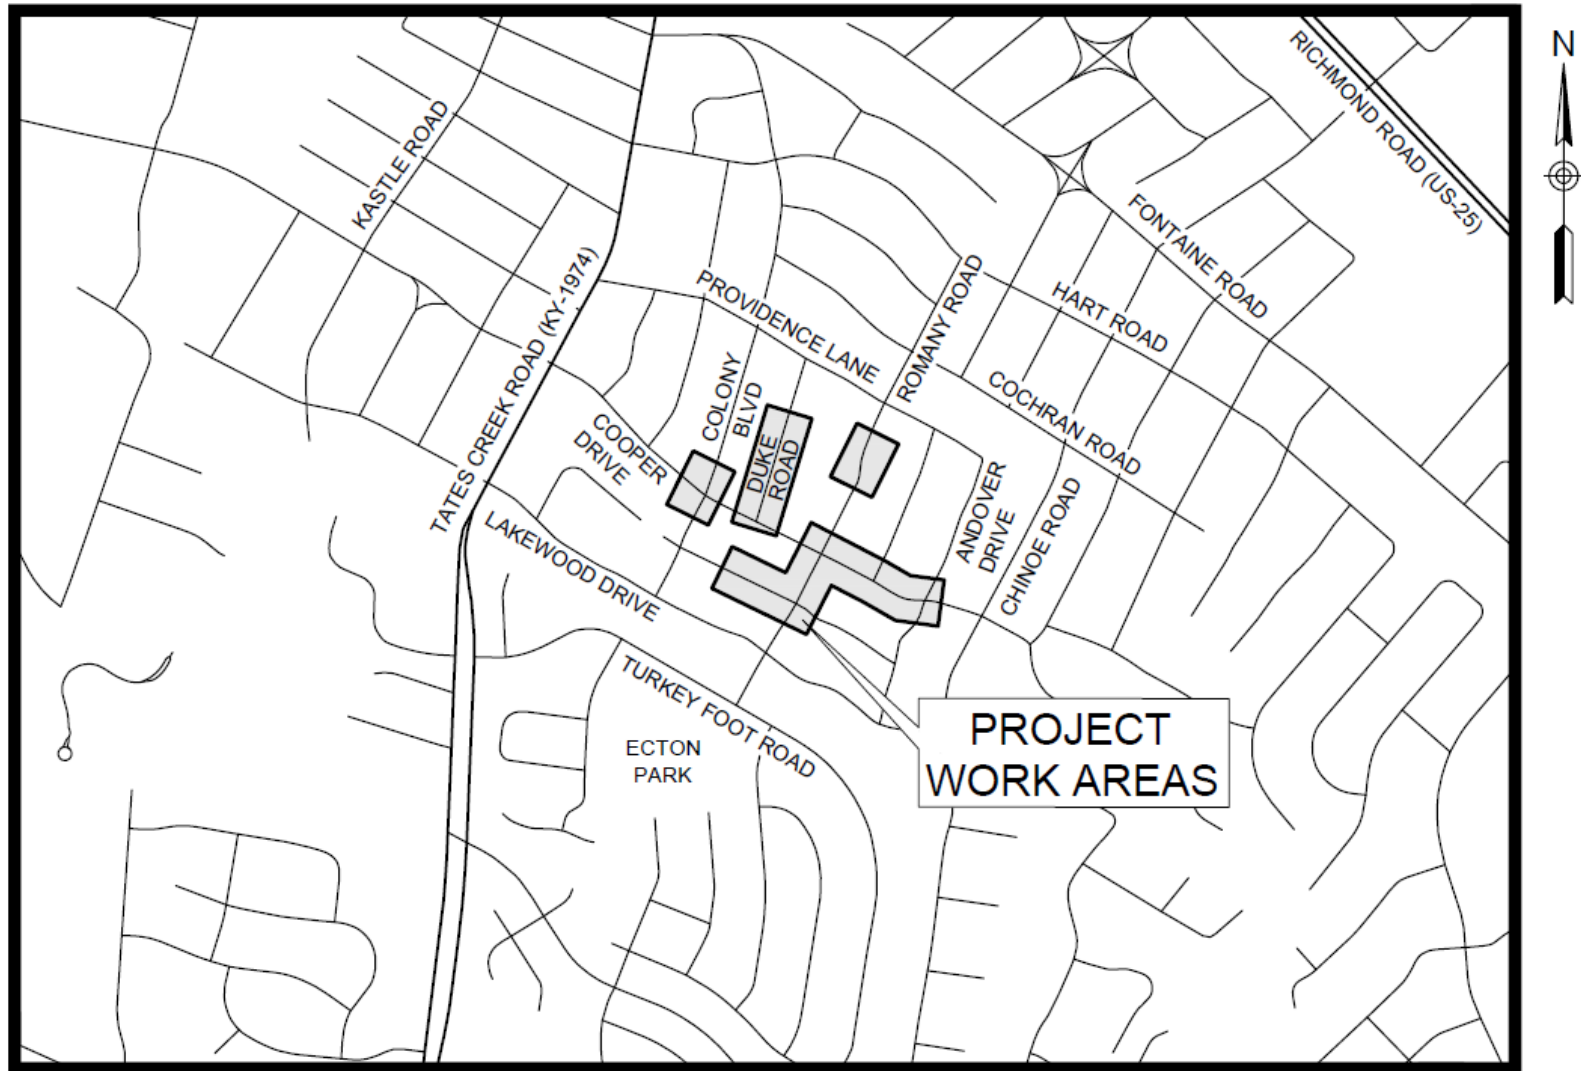 N
RICHMOND ROAD (US-25)
KASTLE ROAD
FONTAINE ROAD
TATES CREEK ROAD (KY-1974)
PROVIDENCE LANE
ROMANY ROAD
HART ROAD
COLONY
BLVD
COCHRAN ROAD
COOPER
DRIVE
DUKE
ROAD
ANDOVER
DRIVE
CHINOE ROAD
LAKEWOOD DRIVE
TURKEY FOOT ROAD
ECTON
PARK
PROJECT
WORK AREAS